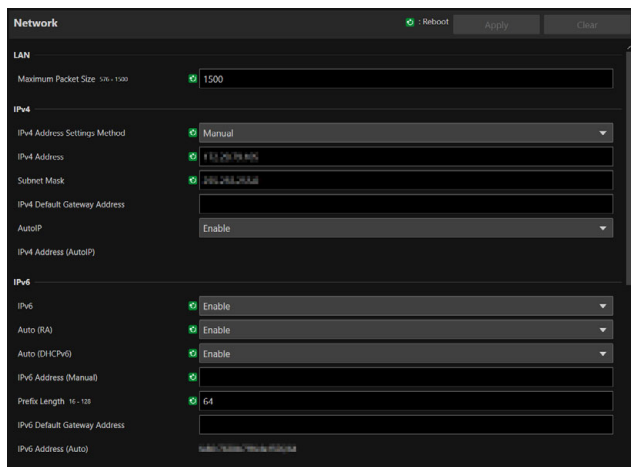 Network : Reboot Apply Clear
LAN
Maximum Packet Size 576 - 1500 1500
IPv4
IPv4 Address Settings Method Manual
IPv4 Address
Subnet Mask
IPv4 Default Gateway Address
AutoIP Enable
IPv4 Address (AutoIP)
IPv6
IPv6 Enable
Auto (RA) Enable
Auto (DHCPv6) Enable
IPv6 Address (Manual)
Prefix Length 16 - 128 64
IPv6 Default Gateway Address
IPv6 Address (Auto)